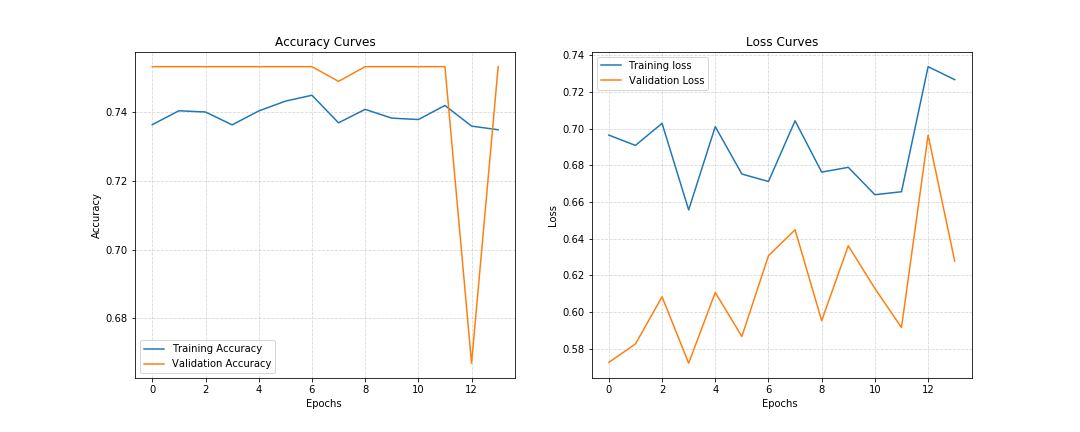 Accuracy Curves
Accuracy
0.74
0.72
0.70
0.68
Training Accuracy
Validation Accuracy
0 2 4 6 8 10 12
Epochs
Loss Curves
Loss
0.74
0.72
0.70
0.68
0.66
0.64
0.62
0.60
0.58
Training loss
Validation Loss
0 2 4 6 8 10 12
Epochs